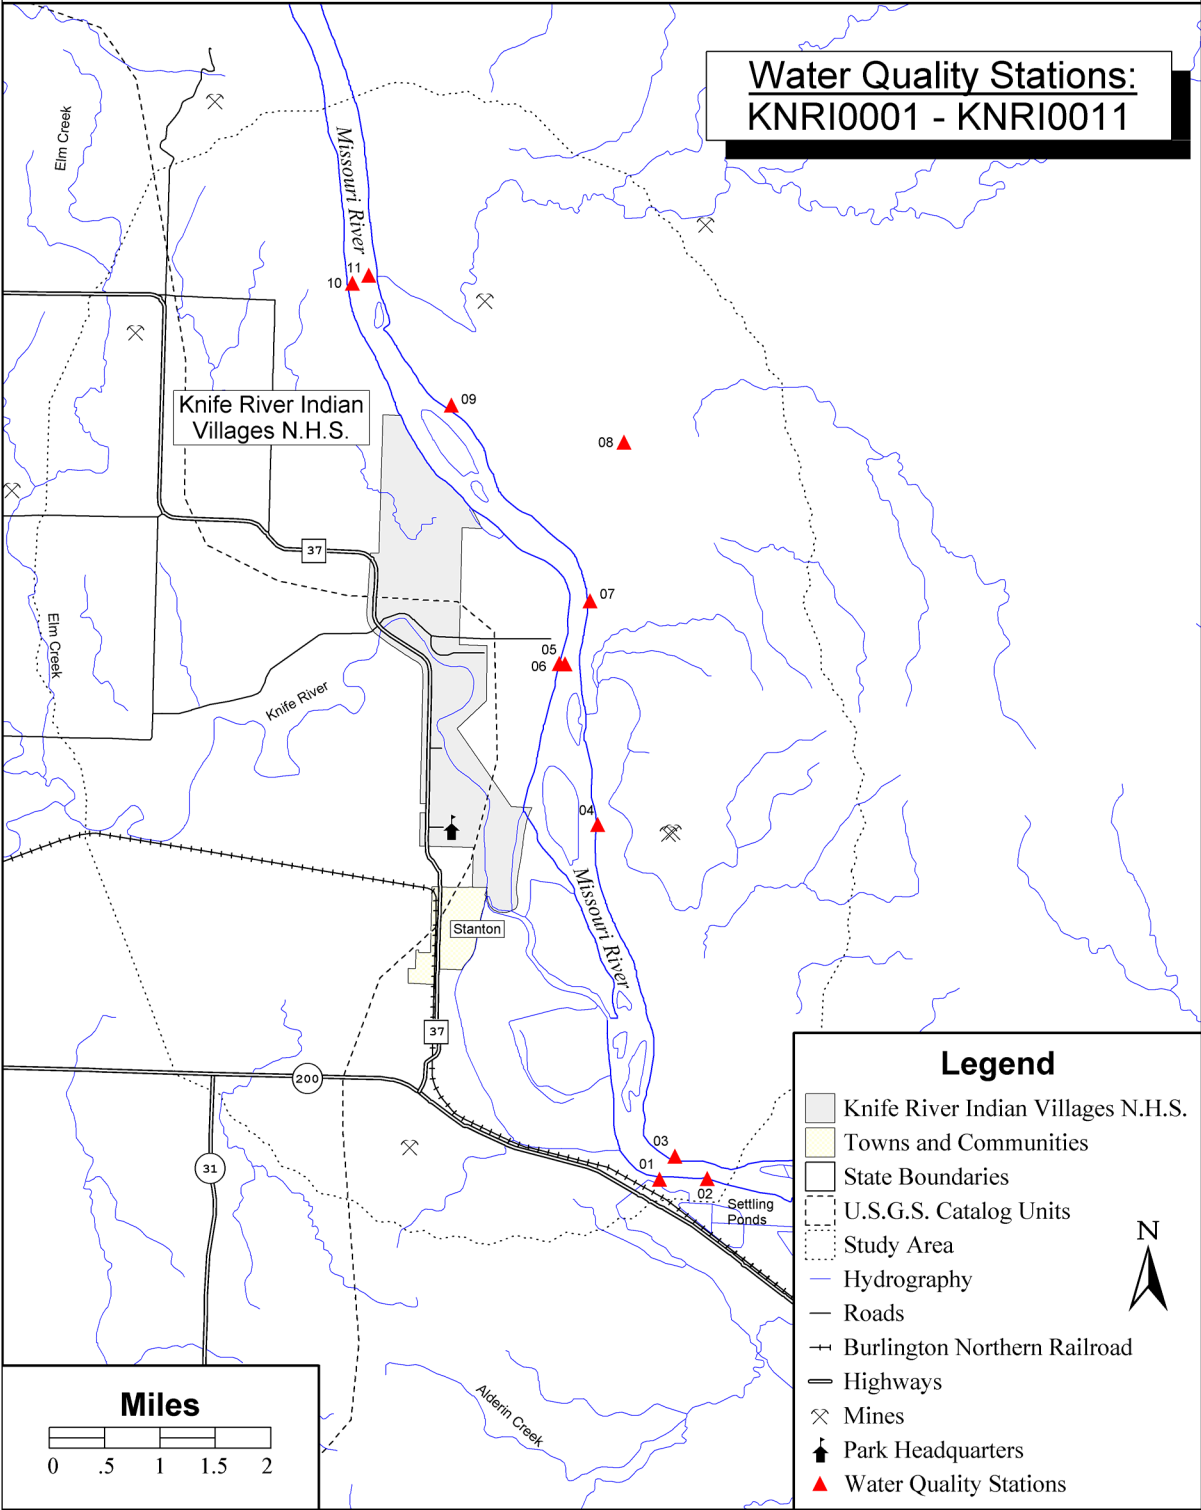 Water Quality Stations:
KNRI0001 - KNRI0011
Elm Creek
Missouri River
11
10
Knife River Indian
Villages N.H.S.
09
08
37
07
05
06
Elm Creek
Knife River
04
Missouri River
Stanton
37
200
31
03
01
02
Settling
Ponds
Alderin Creek
Legend
Knife River Indian Villages N.H.S.
Towns and Communities
State Boundaries
U.S.G.S. Catalog Units
Study Area
Hydrography
Roads
Burlington Northern Railroad
Highways
Mines
Park Headquarters
Water Quality Stations
N
Miles
0 .5 1 1.5 2